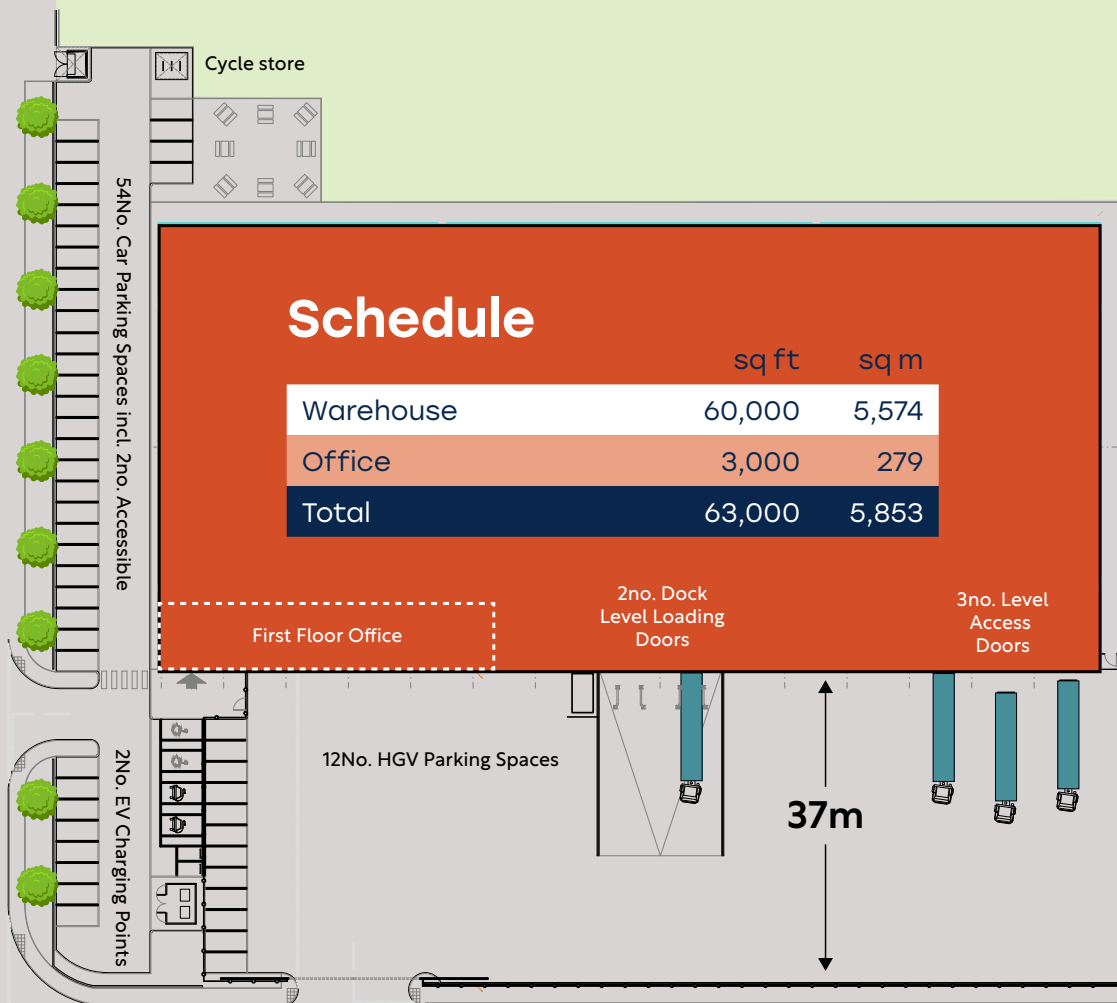 Cycle store
54No. Car Parking Spaces incl. 2no. Accessible
Schedule
sq ft sq m
Warehouse 60,000 5,574
Office 3,000 279
Total 63,000 5,853
First Floor Office
2no. Dock
Level Loading
Doors
3no. Level
Access
Doors
12No. HGV Parking Spaces
37m
2No. EV Charging Points